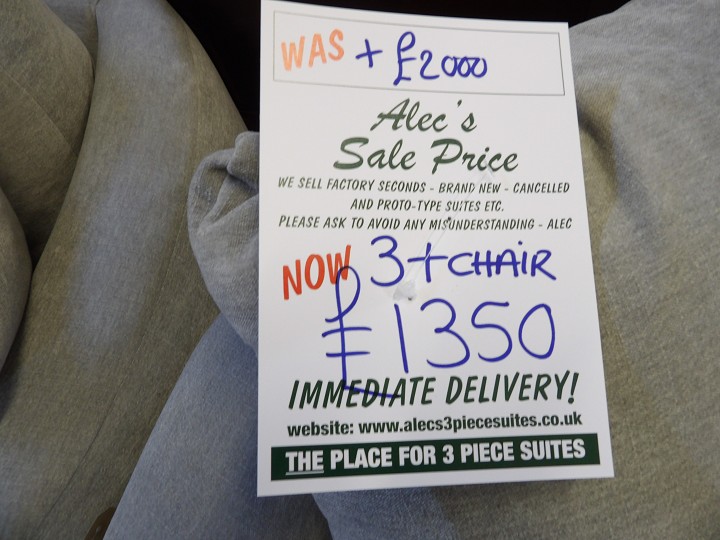 WAS + £2000
Alec's
Sale Price
WE SELL FACTORY SECONDS - BRAND NEW - CANCELLED
AND PROTO-TYPE SUITES ETC.
PLEASE ASK TO AVOID ANY MISUNDERSTANDING - ALEC
NOW 3+CHAIR
£1350
IMMEDIATE DELIVERY!
website: www.alecs3piecesuites.co.uk
THE PLACE FOR 3 PIECE SUITES